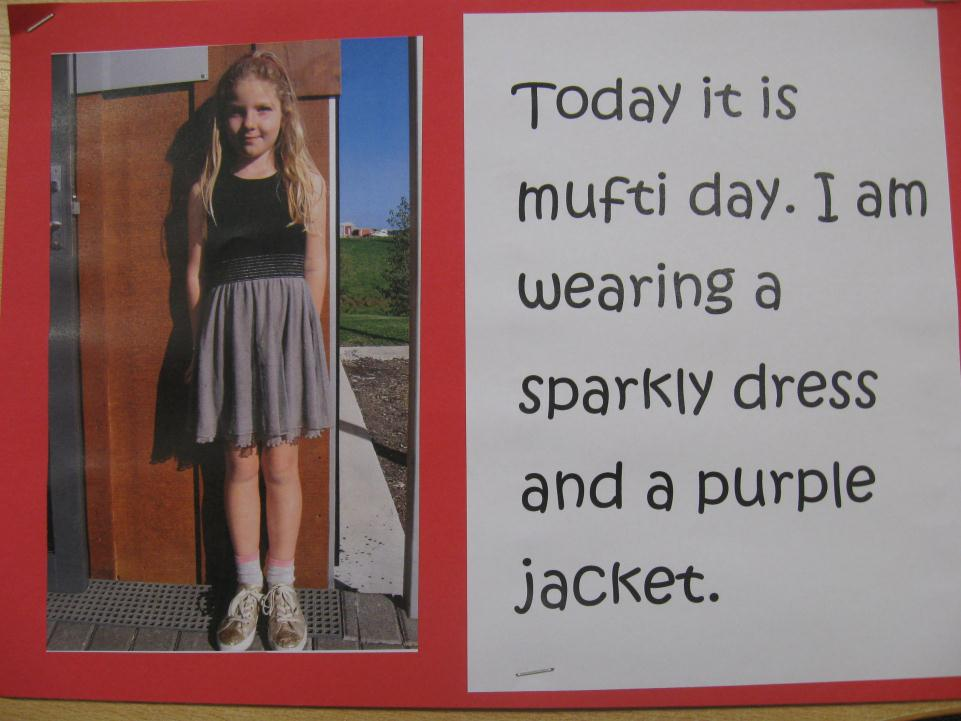 Today it is
mufti day. I am
wearing a
sparkly dress
and a purple
jacket.